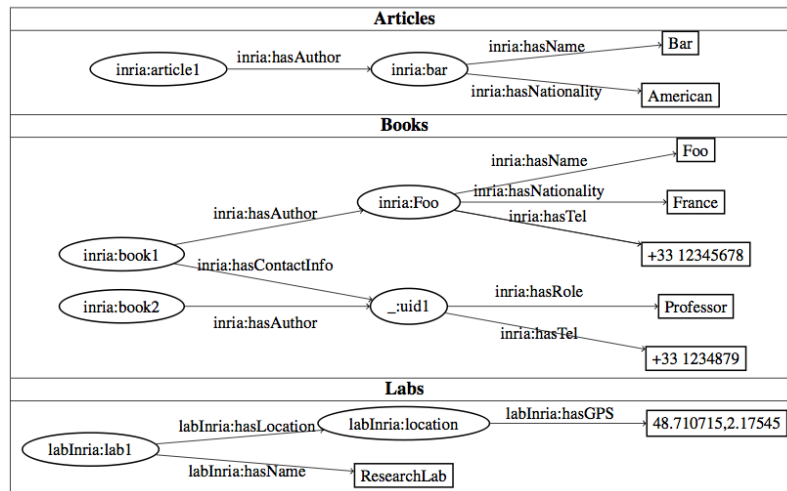 Articles
inria:hasName
Bar
inria:hasAuthor
inria:article1
inria:bar
inria:hasNationality
American
Books
inria:hasName
Foo
inria:hasNationality
inria:hasAuthor
inria:Foo
France
inria:hasTel
inria:book1
+33 12345678
inria:hasContactInfo
inria:hasRole
inria:book2
_:uid1
Professor
inria:hasAuthor
inria:hasTel
+33 1234879
Labs
labInria:hasLocation
labInria:location
labInria:hasGPS
48.710715,2.17545
labInria:lab1
labInria:hasName
ResearchLab